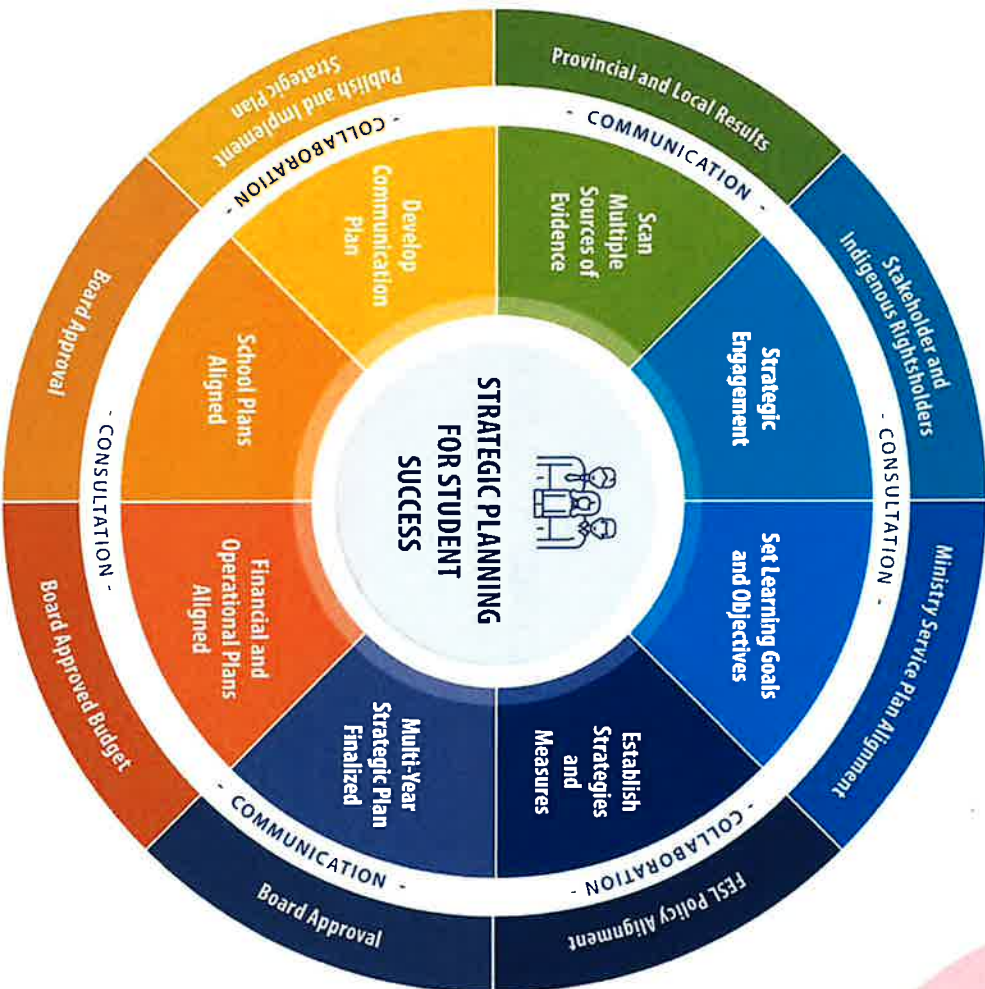 STRATEGIC PLANNING
FOR STUDENT
SUCCESS
Provincial and Local Results
- COMMUNICATION -
Scan
Multiple
Sources of
Evidence
Stakeholder and
Indigenous Rightsholders
- CONSULTATION -
Strategic
Engagement
Ministry Service Plan Alignment
Set Learning Goals
and Objectives
FESL Policy Alignment
- COLLABORATION -
Establish
Strategies
and
Measures
Board Approval
- COMMUNICATION -
Multi-Year
Strategic Plan
Finalized
Board Approved Budget
- CONSULTATION -
Financial and
Operational Plans
Aligned
Board Approval
School Plans
Aligned
Publish and Implement
Strategic Plan
- COLLABORATION -
Develop
Communication
Plan